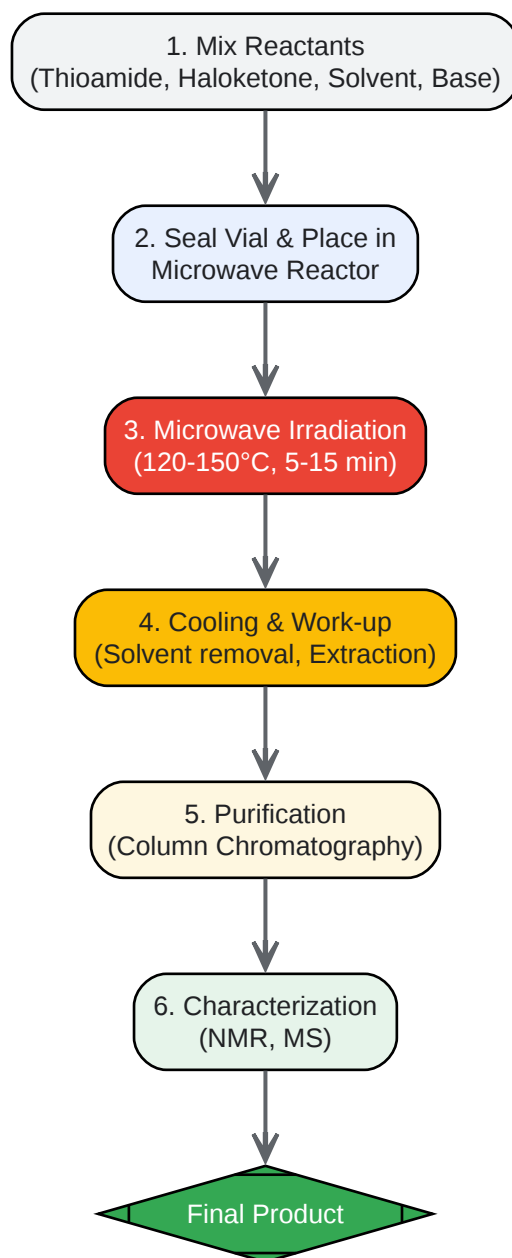 1. Mix Reactants
(Thioamide, Haloketone, Solvent, Base)
2. Seal Vial & Place in
Microwave Reactor
3. Microwave Irradiation
(120-150°C, 5-15 min)
4. Cooling & Work-up
(Solvent removal, Extraction)
5. Purification
(Column Chromatography)
6. Characterization
(NMR, MS)
Final Product